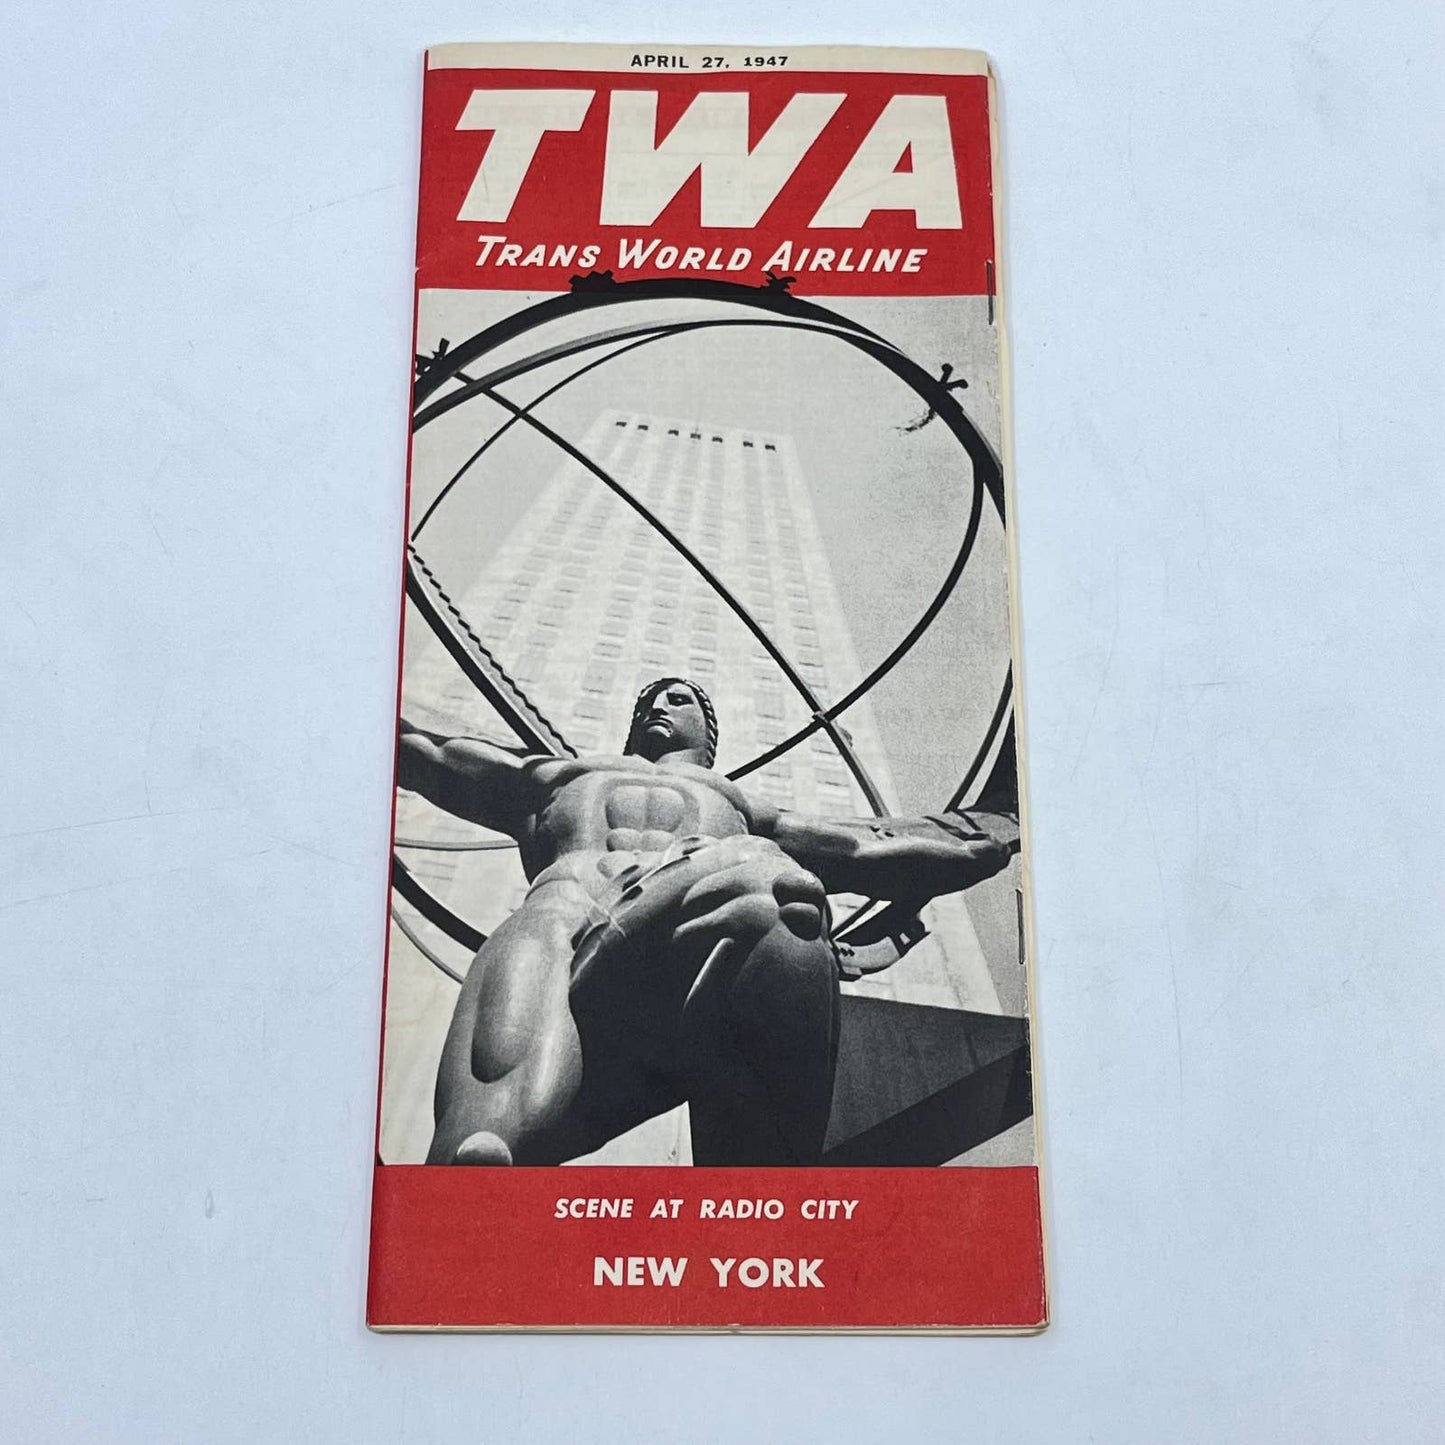 APRIL 27, 1947
TWA
TRANS WORLD AIRLINE
SCENE AT RADIO CITY
NEW YORK